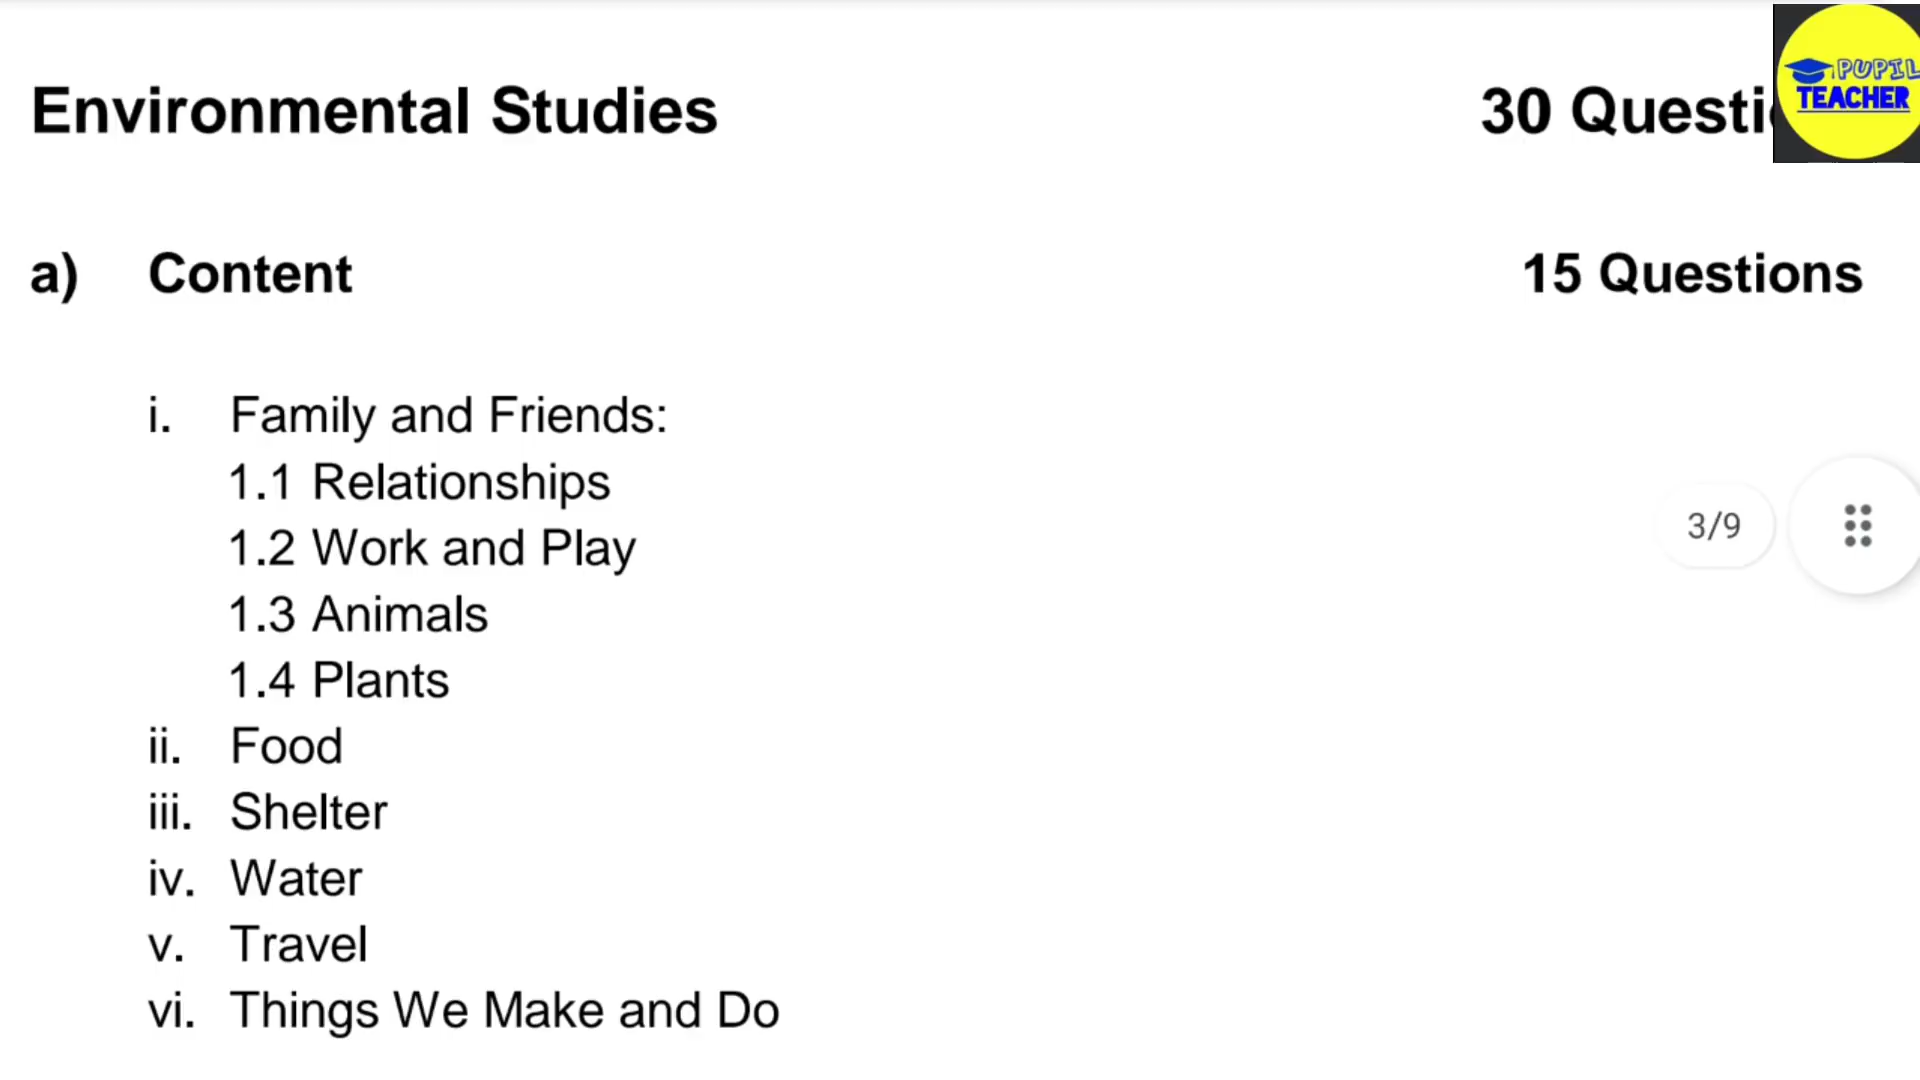 Environmental Studies 30 Questi
PUPIL
TEACHER
a) Content 15 Questions
i. Family and Friends:
1.1 Relationships
3/9
1.2 Work and Play
1.3 Animals
1.4 Plants
ii. Food
iii. Shelter
iv. Water
v. Travel
vi. Things We Make and Do